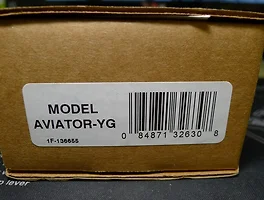 MODEL
AVIATOR-YG
1F-136655
0 84871 32630 8
p lever